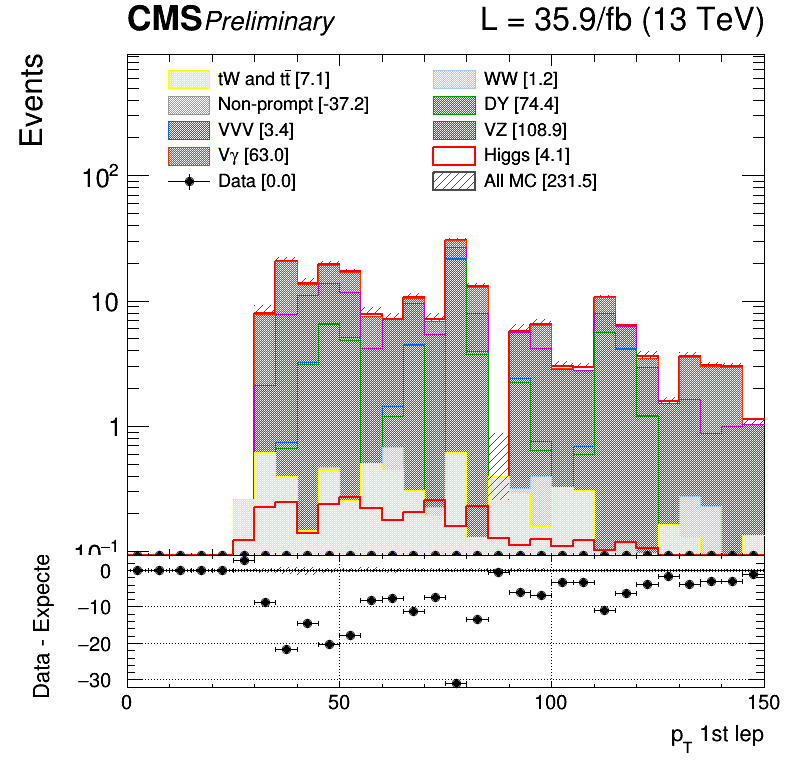 CMS Preliminary L = 35.9/fb (13 TeV)
Events
tW and tt̄ [7.1] WW [1.2]
Non-prompt [-37.2] DY [74.4]
VVV [3.4] VZ [108.9]
Vγ [63.0] Higgs [4.1]
Data [0.0] All MC [231.5]
10²
10
1
10⁻¹
Data - Expecte
0
−10
−20
−30
0 50 100 150
p_T 1st lep